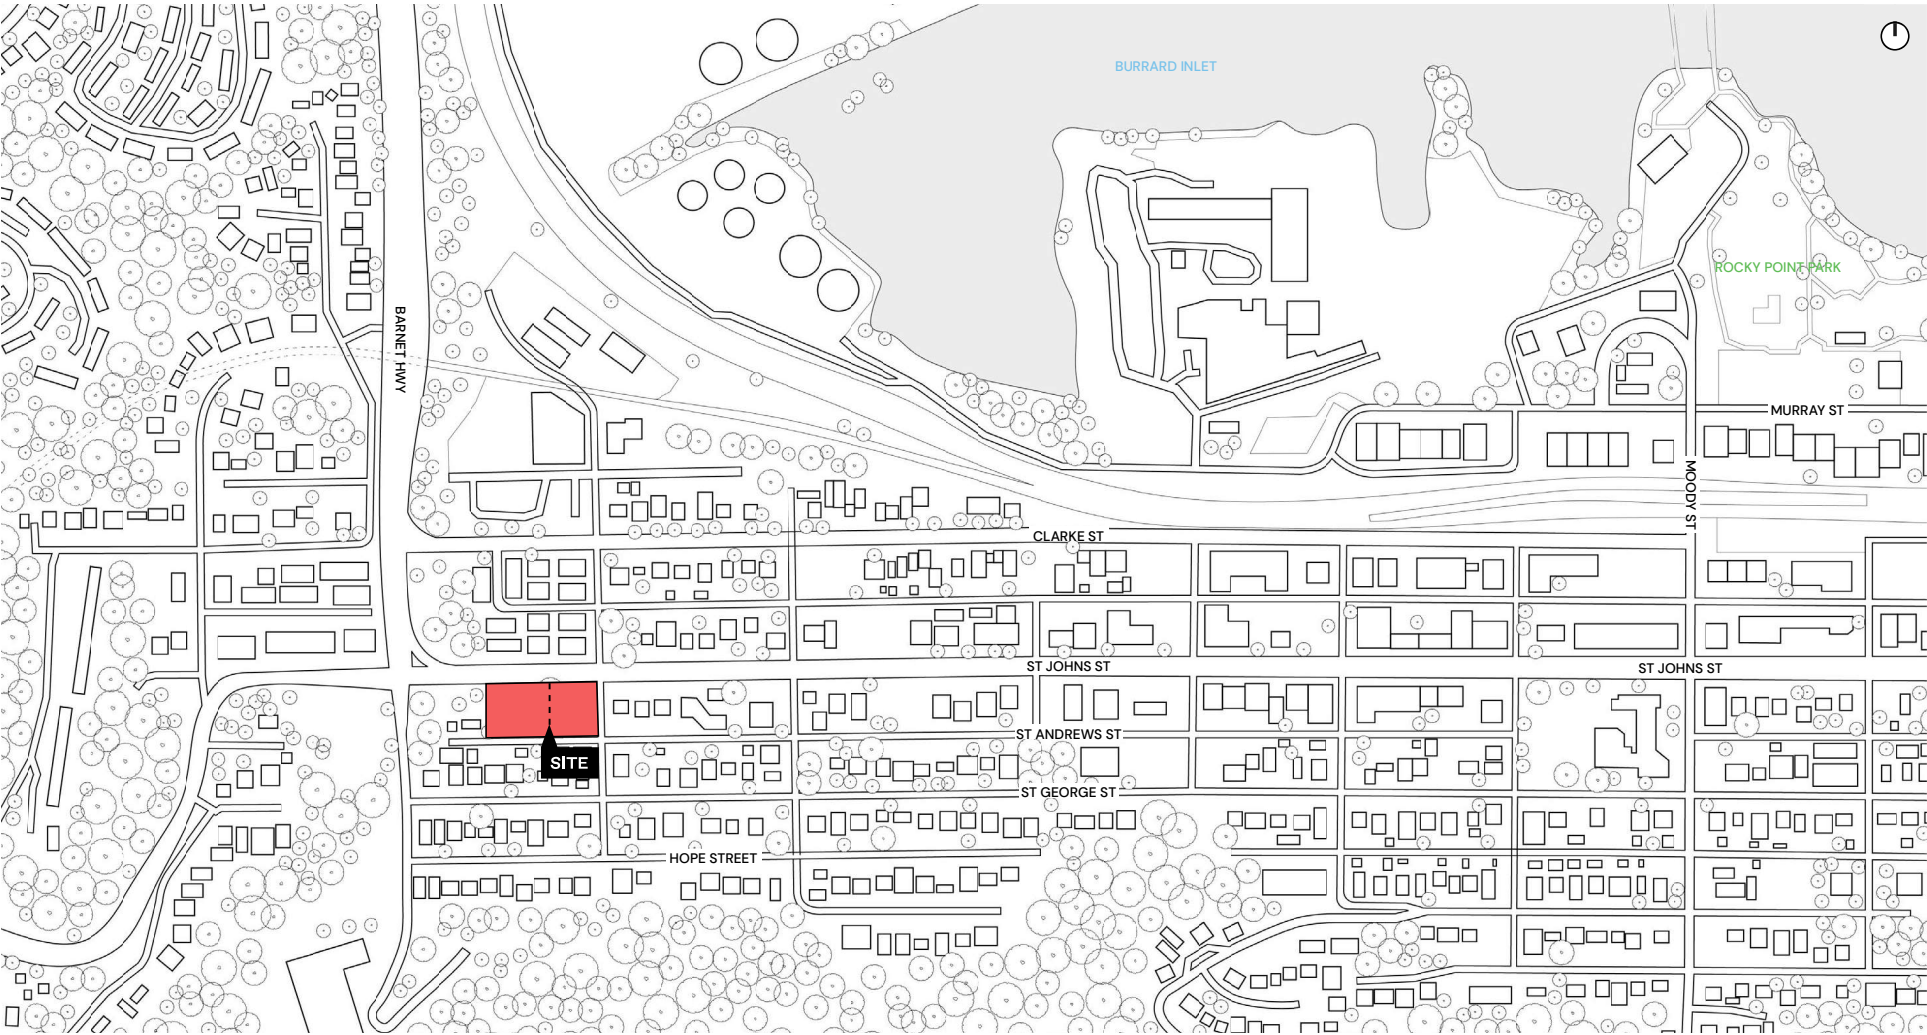 BURRARD INLET
ROCKY POINT PARK
BARNET HWY
MURRAY ST
MOODY ST
CLARKE ST
ST JOHNS ST
ST JOHNS ST
ST ANDREWS ST
SITE
ST GEORGE ST
HOPE STREET